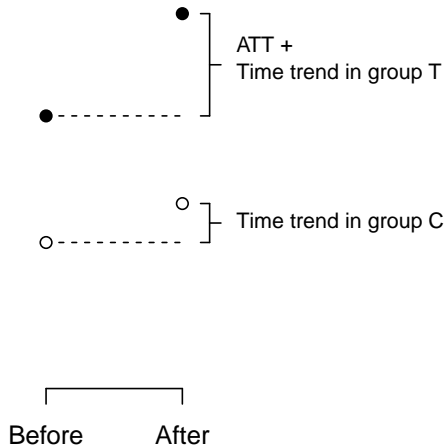 ATT +
Time trend in group T
Time trend in group C
Before
After